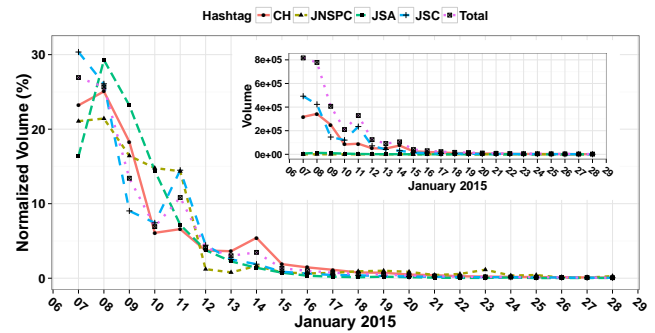 Hashtag CH JNSPC JSA JSC Total
Normalized Volume (%)
30
20
10
0
06 07 08 09 10 11 12 13 14 15 16 17 18 19 20 21 22 23 24 25 26 27 28 29
January 2015
Volume
8e+05
6e+05
4e+05
2e+05
0e+00
06 07 08 09 10 11 12 13 14 15 16 17 18 19 20 21 22 23 24 25 26 27 28 29
January 2015